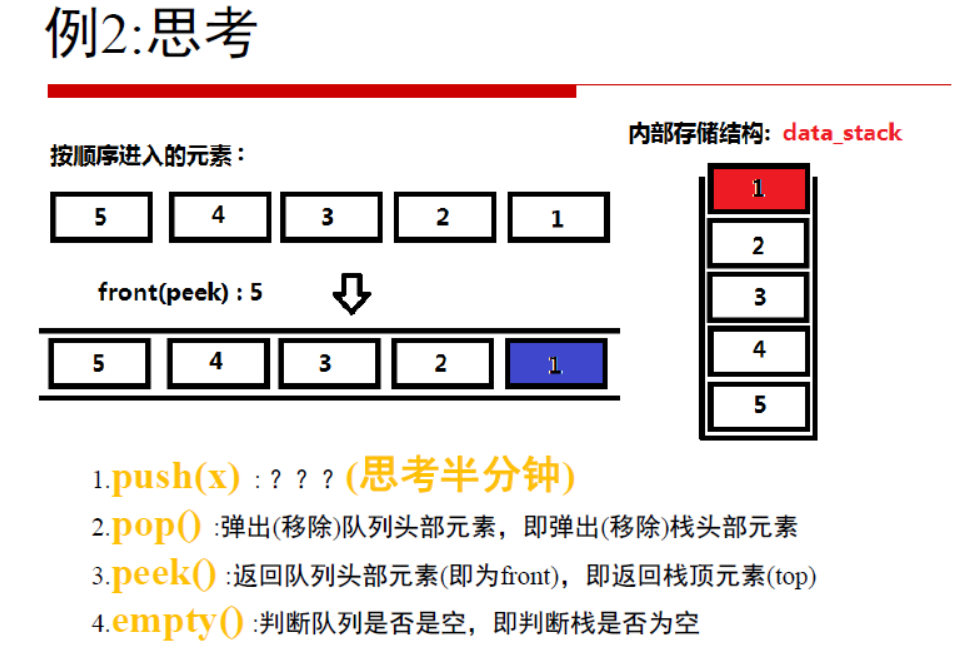 例2:思考
内部存储结构: data_stack
按顺序进入的元素：
5 4 3 2 1
front(peek) : 5
5 4 3 2 1
1
2
3
4
5
1.push(x) :？？？(思考半分钟)
2.pop() :弹出(移除)队列头部元素，即弹出(移除)栈头部元素
3.peek() :返回队列头部元素(即为front)，即返回栈顶元素(top)
4.empty() :判断队列是否是空，即判断栈是否为空